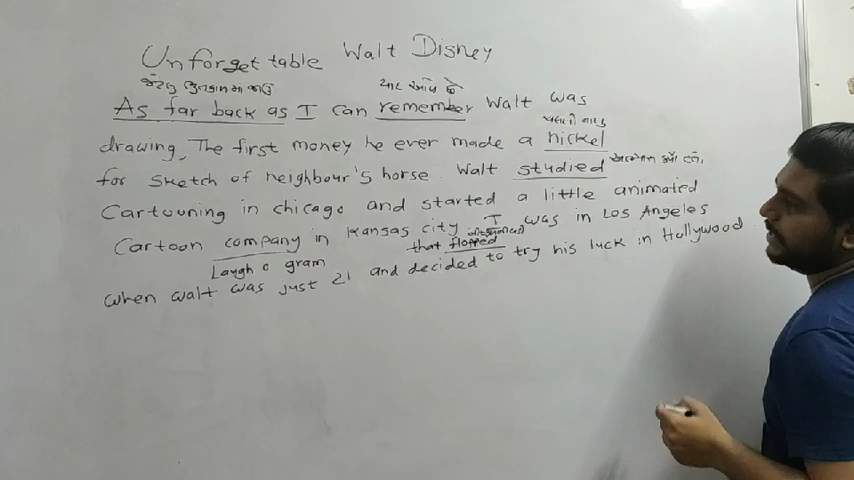 Unforgettable Walt Disney
યાદ આવે છે
As far back as I can remember Walt was
drawing, The first money he ever made a nickel
for sketch of neighbour's horse. Walt studied
Cartooning in chicago and started a little animated
Cartoon company in Kansas city that flopped I was in Los Angeles
Laugh o gram
when walt was just 21 and decided to try his luck in Hollywood